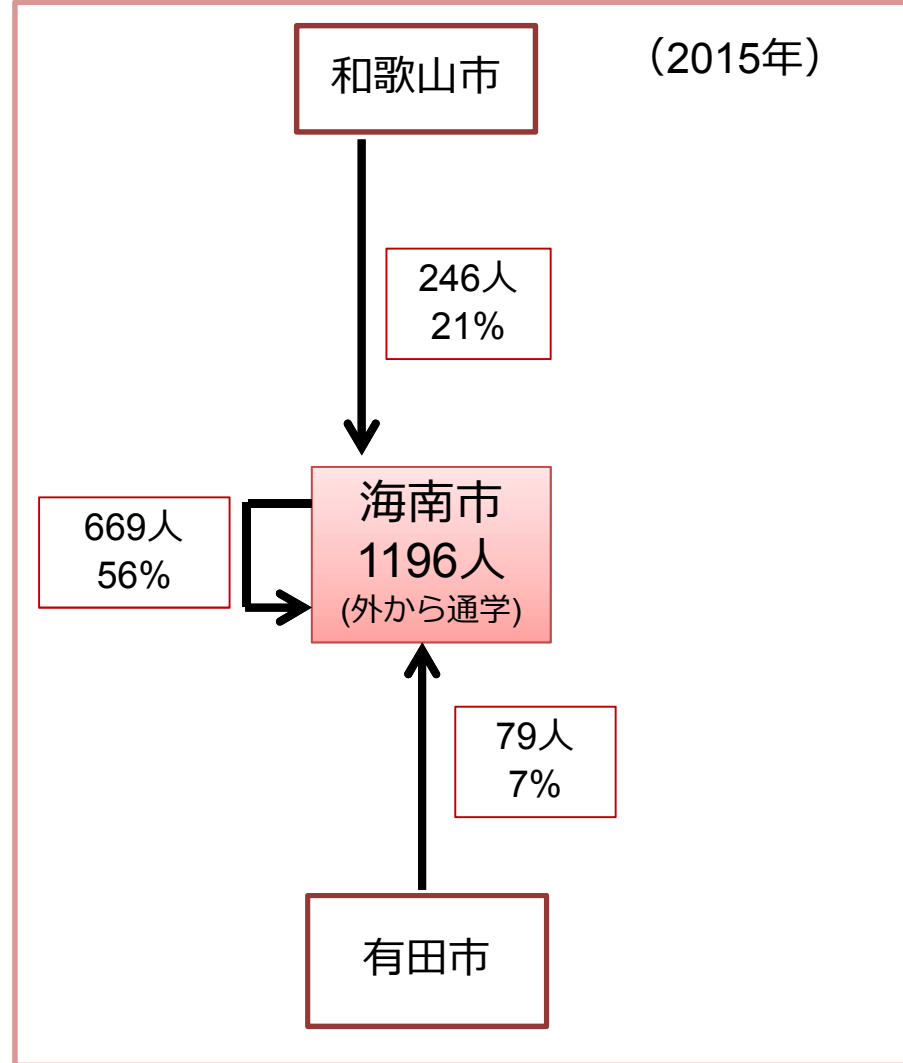 和歌山市
（2015年）
246人
21%
669人
56%
海南市
1196人
(外から通学)
79人
7%
有田市